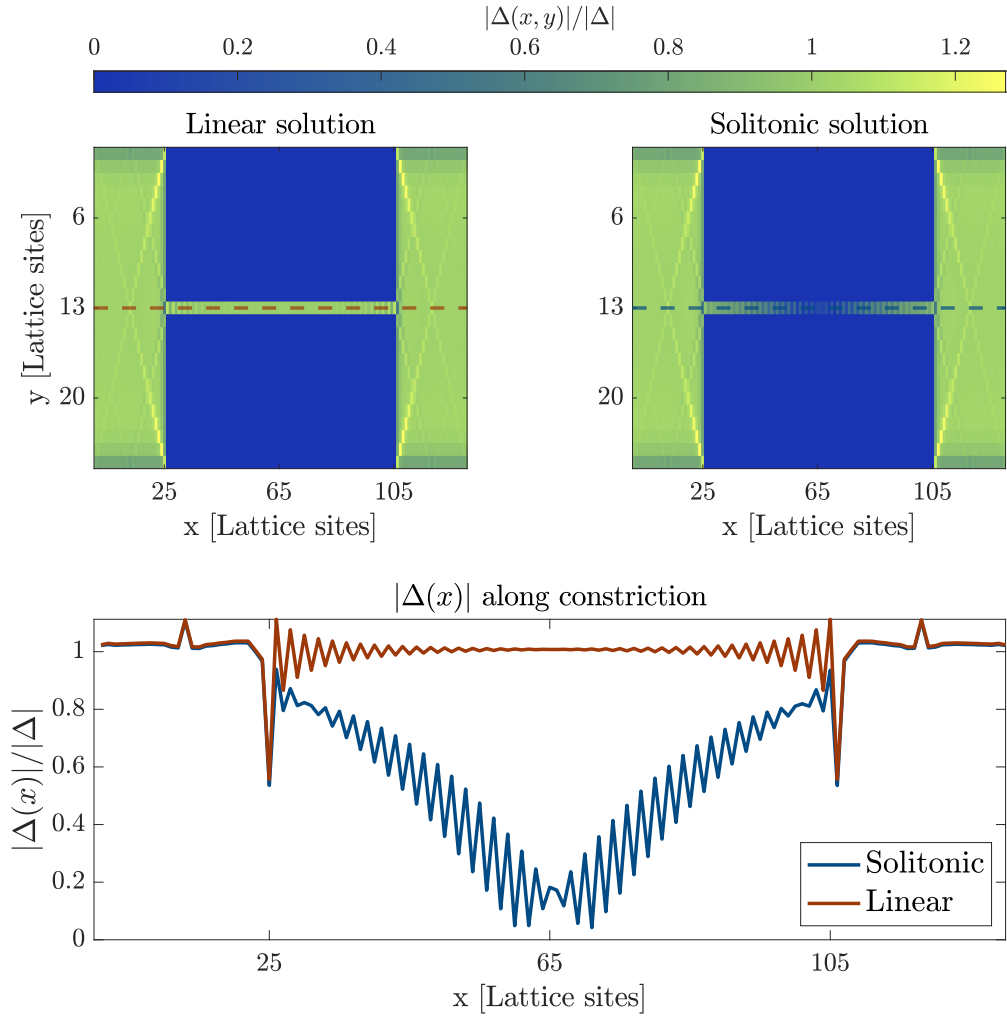 |Δ(x, y)|/|Δ|
0 0.2 0.4 0.6 0.8 1 1.2
Linear solution
Solitonic solution
y [Lattice sites]
6
13
20
25 65 105
x [Lattice sites]
6
13
20
25 65 105
x [Lattice sites]
|Δ(x)| along constriction
|Δ(x)|/|Δ|
1
0.8
0.6
0.4
0.2
0
Solitonic
Linear
25 65 105
x [Lattice sites]